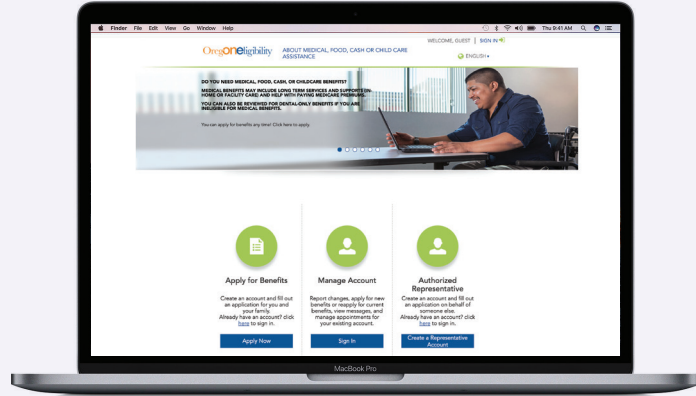 Finder File Edit View Go Window Help
Thu 9:41 AM
WELCOME, GUEST | SIGN IN
OregONEligibility
ABOUT MEDICAL, FOOD, CASH OR CHILD CARE
ASSISTANCE
ENGLISH
DO YOU NEED MEDICAL, FOOD, CASH, OR CHILDCARE BENEFITS?
MEDICAL BENEFITS MAY INCLUDE LONG TERM SERVICES AND SUPPORTS (IN-
HOME OR FACILITY CARE) AND HELP WITH PAYING MEDICARE PREMIUMS.
YOU CAN ALSO BE REVIEWED FOR DENTAL-ONLY BENEFITS IF YOU ARE
INELIGIBLE FOR MEDICAL BENEFITS.
You can apply for benefits any time! Click here to apply.
Apply for Benefits
Create an account and fill out
an application for you and
your family.
Already have an account? click
here to sign in.
Apply Now
Manage Account
Report changes, apply for new
benefits or reapply for current
benefits, view messages, and
manage appointments for
your existing account.
Sign In
Authorized
Representative
Create an account and fill out
an application on behalf of
someone else.
Already have an account? click
here to sign in.
Create a Representative
Account
MacBook Pro